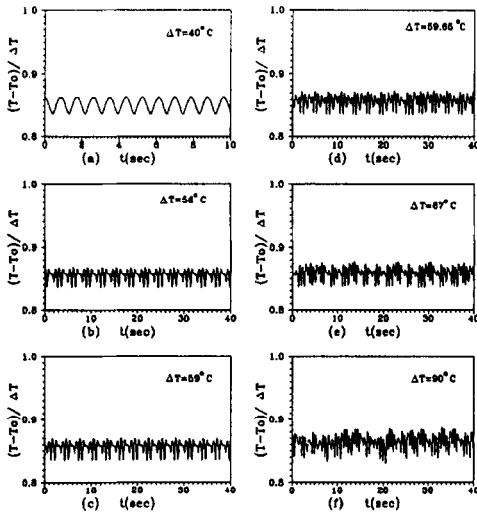 (T−To)/ ΔT
1.0
0.9
0.8
ΔT=40°C
0 2 4 6 8 10
(a) t(sec)
(T−To)/ ΔT
1.0
0.9
0.8
ΔT=59.65°C
0 10 20 30 40
(d) t(sec)
(T−To)/ ΔT
1.0
0.9
0.8
ΔT=54°C
0 10 20 30 40
(b) t(sec)
(T−To)/ ΔT
1.0
0.9
0.8
ΔT=67°C
0 10 20 30 40
(e) t(sec)
(T−To)/ ΔT
1.0
0.9
0.8
ΔT=59°C
0 10 20 30 40
(c) t(sec)
(T−To)/ ΔT
1.0
0.9
0.8
ΔT=90°C
0 10 20 30 40
(f) t(sec)